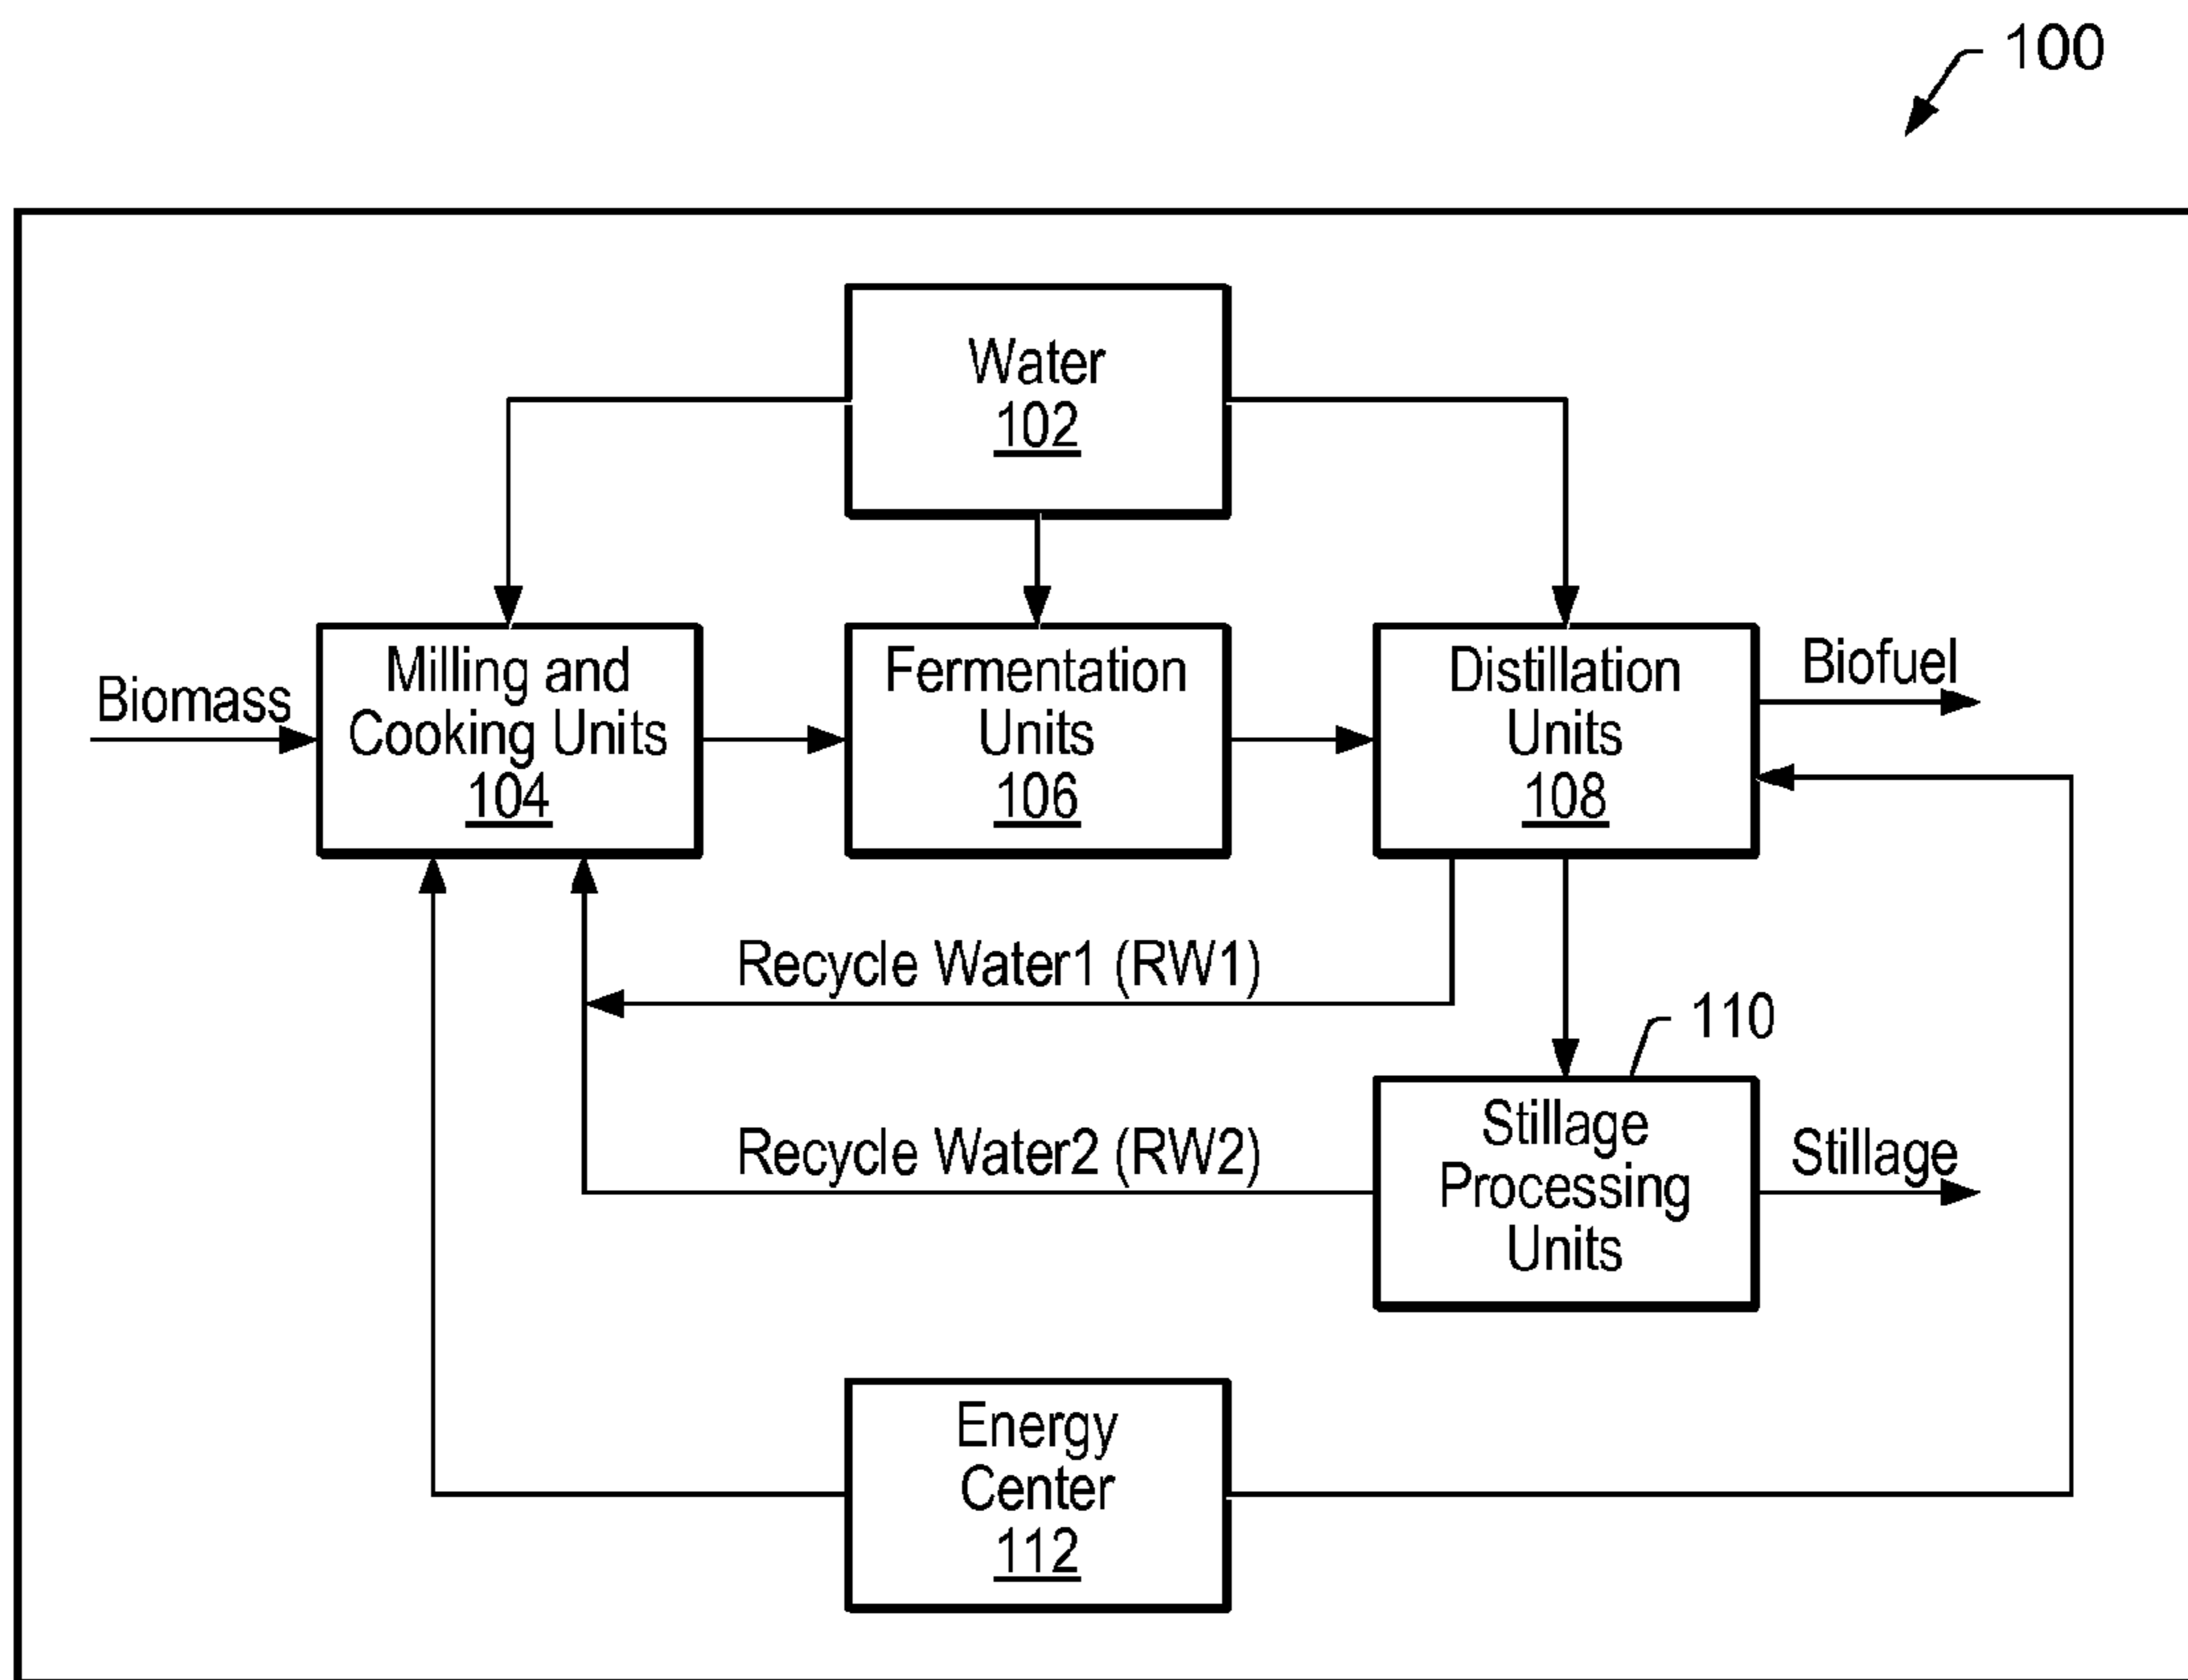 100
Water
102
Biomass
Milling and
Cooking Units
104
Fermentation
Units
106
Distillation
Units
108
Biofuel
Recycle Water1 (RW1)
110
Recycle Water2 (RW2)
Stillage
Processing
Units
Stillage
Energy
Center
112